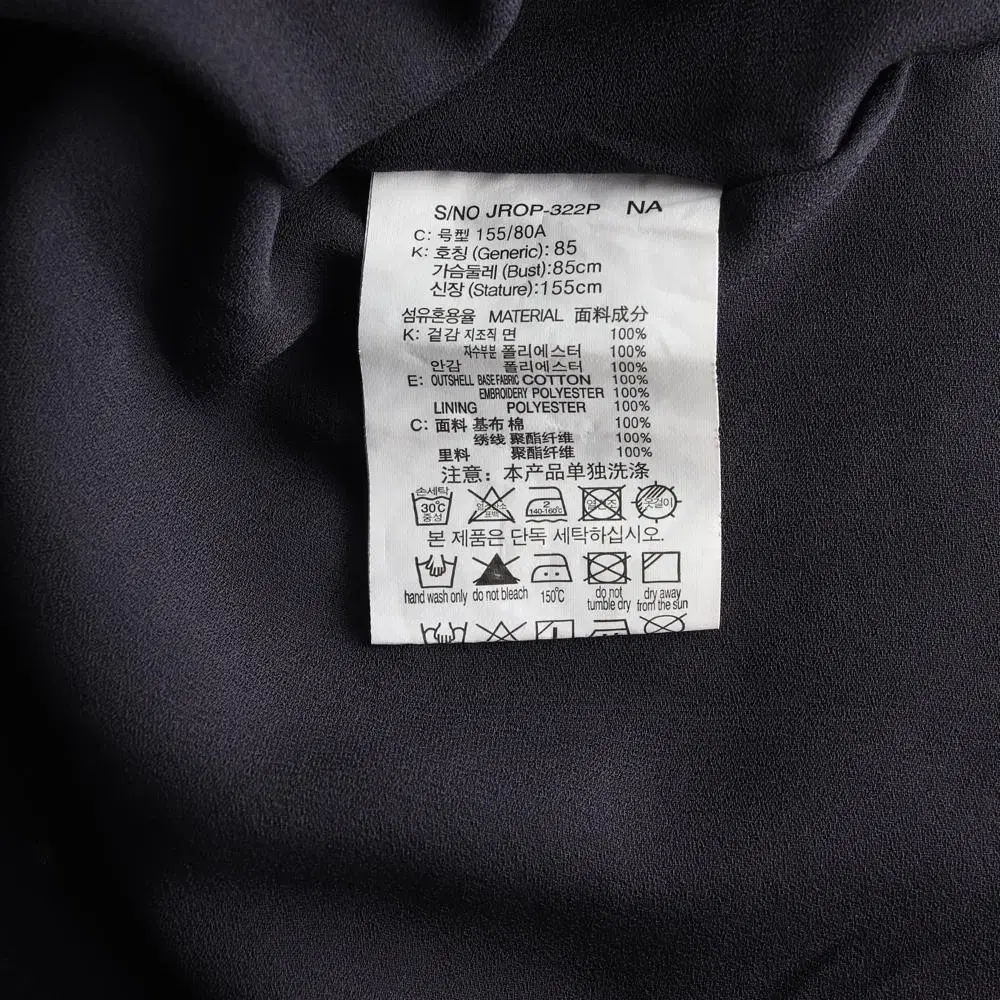 S/NO JROP-322P NA
C: 号型 155/80A
K: 호칭 (Generic): 85
가슴둘레 (Bust):85cm
신장 (Stature):155cm
섬유혼용율 MATERIAL 面料成分
K: 겉감 지조직 면 100%
자수부분 폴리에스터 100%
안감 폴리에스터 100%
E: OUTSHELL BASE FABRIC COTTON 100%
EMBROIDERY POLYESTER 100%
LINING POLYESTER 100%
C: 面料 基布 棉 100%
绣线 聚酯纤维 100%
里料 聚酯纤维 100%
注意: 本产品单独洗涤
손세탁
30℃
중성
표백
2
140-160℃
옷걸이
본 제품은 단독 세탁하십시오.
hand wash only do not bleach 150℃ do not tumble dry dry away from the sun